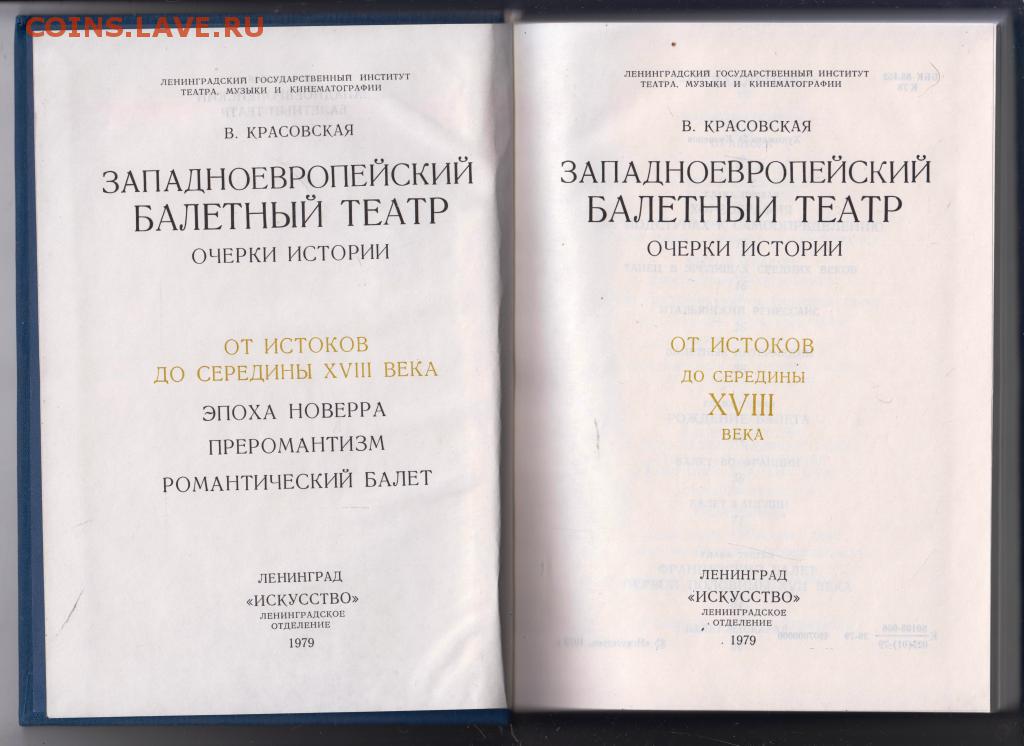 COINS.LAVE.RU
ЛЕНИНГРАДСКИЙ ГОСУДАРСТВЕННЫЙ ИНСТИТУТ
ТЕАТРА, МУЗЫКИ И КИНЕМАТОГРАФИИ
В. КРАСОВСКАЯ
ЗАПАДНОЕВРОПЕЙСКИЙ
БАЛЕТНЫЙ ТЕАТР
ОЧЕРКИ ИСТОРИИ
ОТ ИСТОКОВ
ДО СЕРЕДИНЫ XVIII ВЕКА
ЭПОХА НОВЕРРА
ПРЕРОМАНТИЗМ
РОМАНТИЧЕСКИЙ БАЛЕТ
ЛЕНИНГРАД
«ИСКУССТВО»
ЛЕНИНГРАДСКОЕ
ОТДЕЛЕНИЕ
1979
ЛЕНИНГРАДСКИЙ ГОСУДАРСТВЕННЫЙ ИНСТИТУТ
ТЕАТРА, МУЗЫКИ И КИНЕМАТОГРАФИИ
В. КРАСОВСКАЯ
ЗАПАДНОЕВРОПЕЙСКИЙ
БАЛЕТНЫЙ ТЕАТР
ОЧЕРКИ ИСТОРИИ
ОТ ИСТОКОВ
ДО СЕРЕДИНЫ
XVIII
ВЕКА
ЛЕНИНГРАД
«ИСКУССТВО»
ЛЕНИНГРАДСКОЕ
ОТДЕЛЕНИЕ
1979